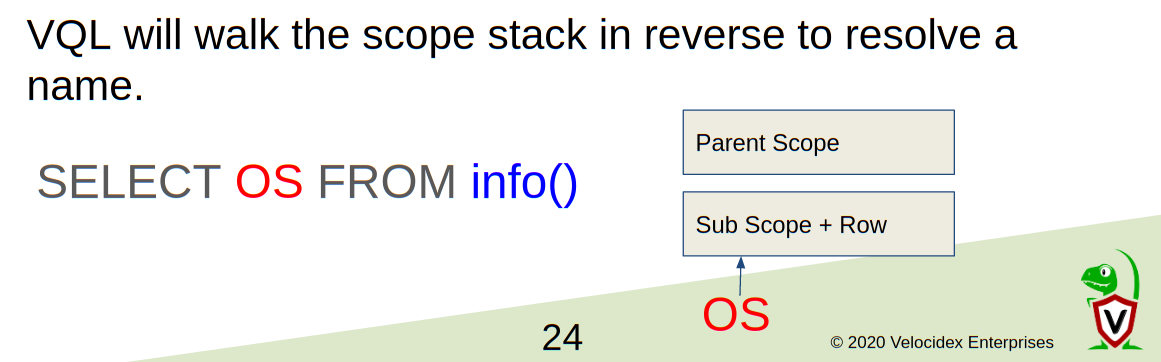 VQL will walk the scope stack in reverse to resolve a
name.
SELECT OS FROM info()
Parent Scope
Sub Scope + Row
OS
24
© 2020 Velocidex Enterprises
V